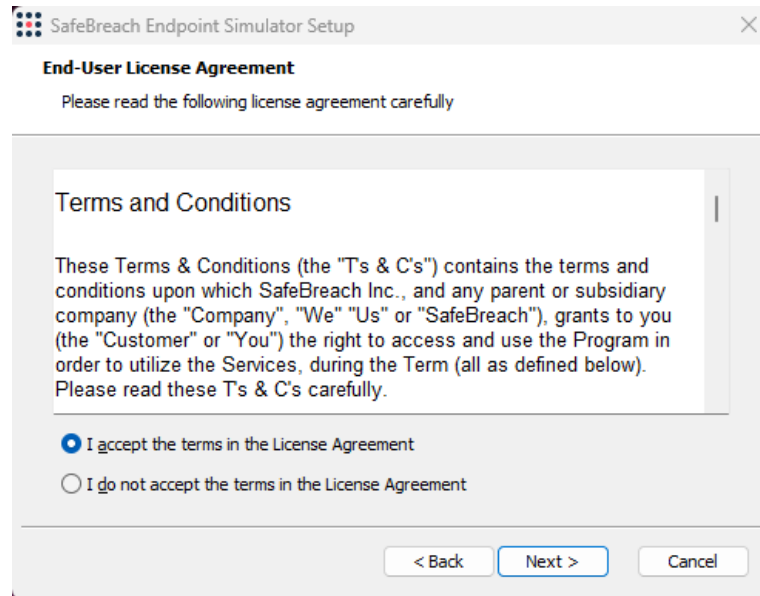 SafeBreach Endpoint Simulator Setup
End-User License Agreement
Please read the following license agreement carefully
Terms and Conditions
These Terms & Conditions (the "T's & C's") contains the terms and
conditions upon which SafeBreach Inc., and any parent or subsidiary
company (the "Company", "We" "Us" or "SafeBreach"), grants to you
(the "Customer" or "You") the right to access and use the Program in
order to utilize the Services, during the Term (all as defined below).
Please read these T's & C's carefully.
I accept the terms in the License Agreement
I do not accept the terms in the License Agreement
< Back Next > Cancel